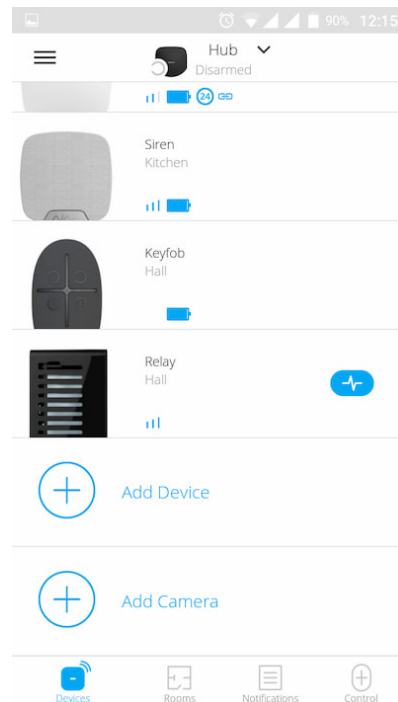 90% 12:15
Hub
Disarmed
24
Siren
Kitchen
Keyfob
Hall
Relay
Hall
Add Device
Add Camera
Devices Rooms Notifications Control